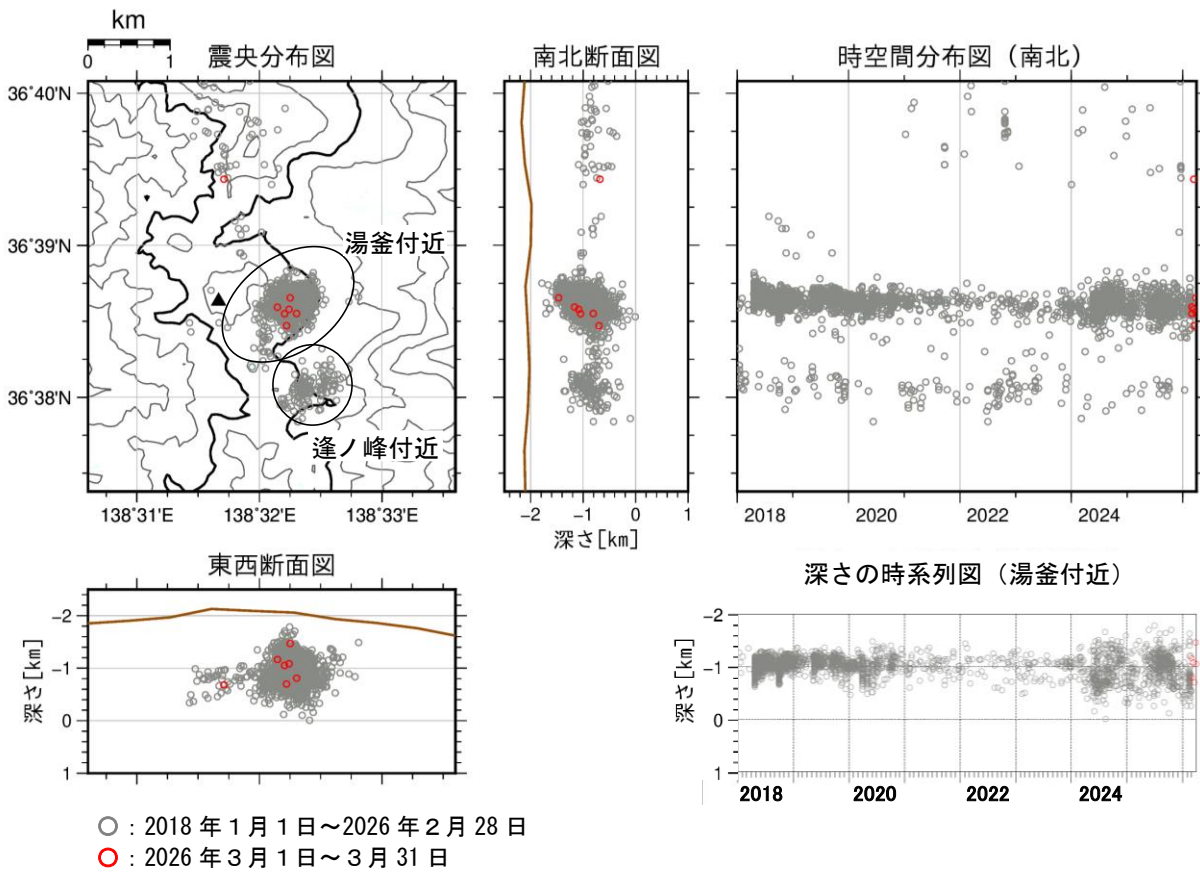 km
0 1
震央分布図
南北断面図
時空間分布図（南北）
36˚40'N
36˚39'N
36˚38'N
湯釜付近
逢ノ峰付近
138˚31'E 138˚32'E 138˚33'E
−2 −1 0 1
深さ[km]
2018 2020 2022 2024
東西断面図
深さの時系列図（湯釜付近）
−2
−1
0
1
深さ[km]
−2
−1
0
1
深さ[km]
2018 2020 2022 2024
：2018 年１月１日～2026 年２月 28 日
：2026 年３月１日～３月 31 日